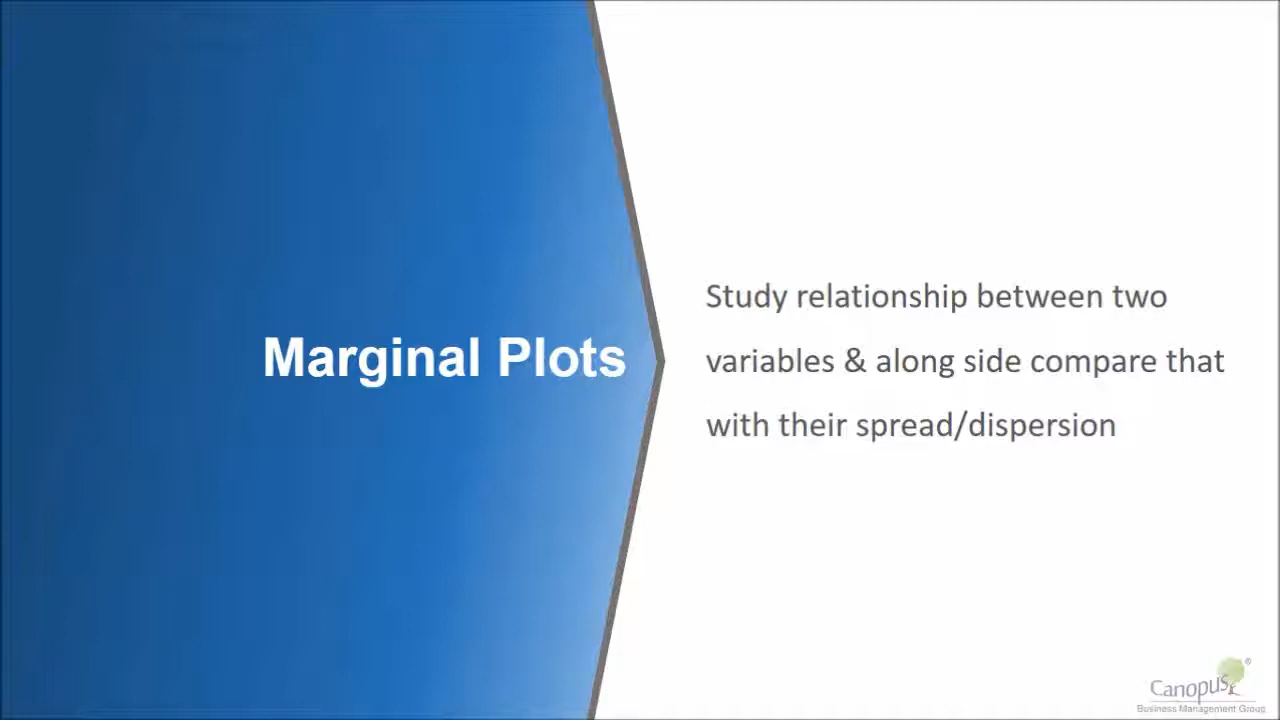 Marginal Plots
Study relationship between two
variables & along side compare that
with their spread/dispersion
Canopus®
Business Management Group